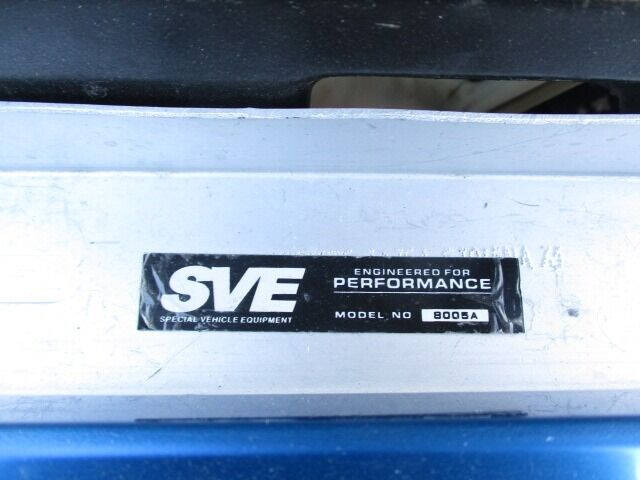 SVE
SPECIAL VEHICLE EQUIPMENT
ENGINEERED FOR
PERFORMANCE
MODEL NO 8005A